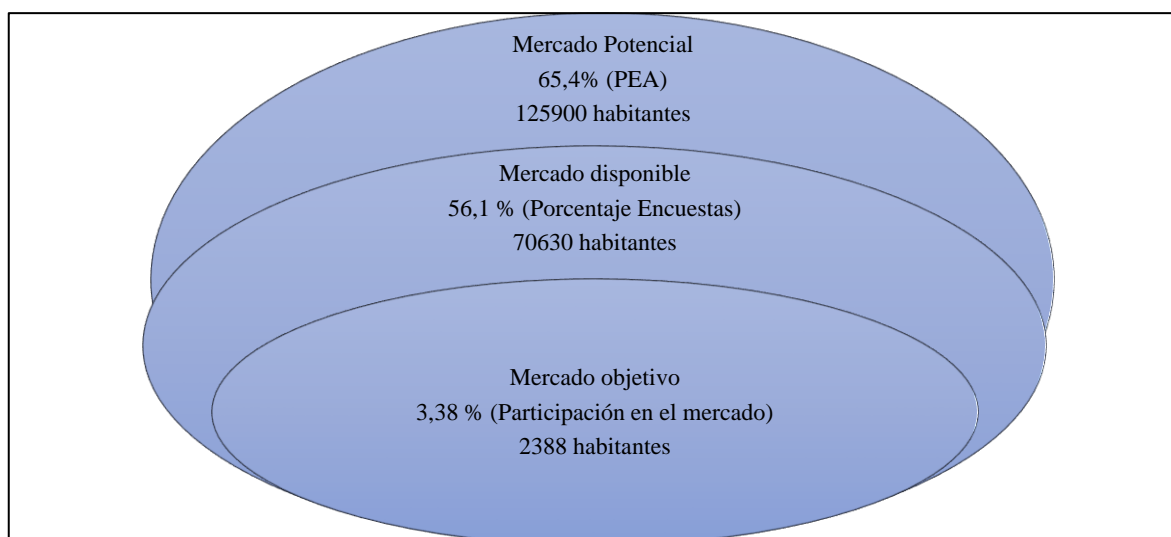 Mercado Potencial
65,4% (PEA)
125900 habitantes
Mercado disponible
56,1 % (Porcentaje Encuestas)
70630 habitantes
Mercado objetivo
3,38 % (Participación en el mercado)
2388 habitantes